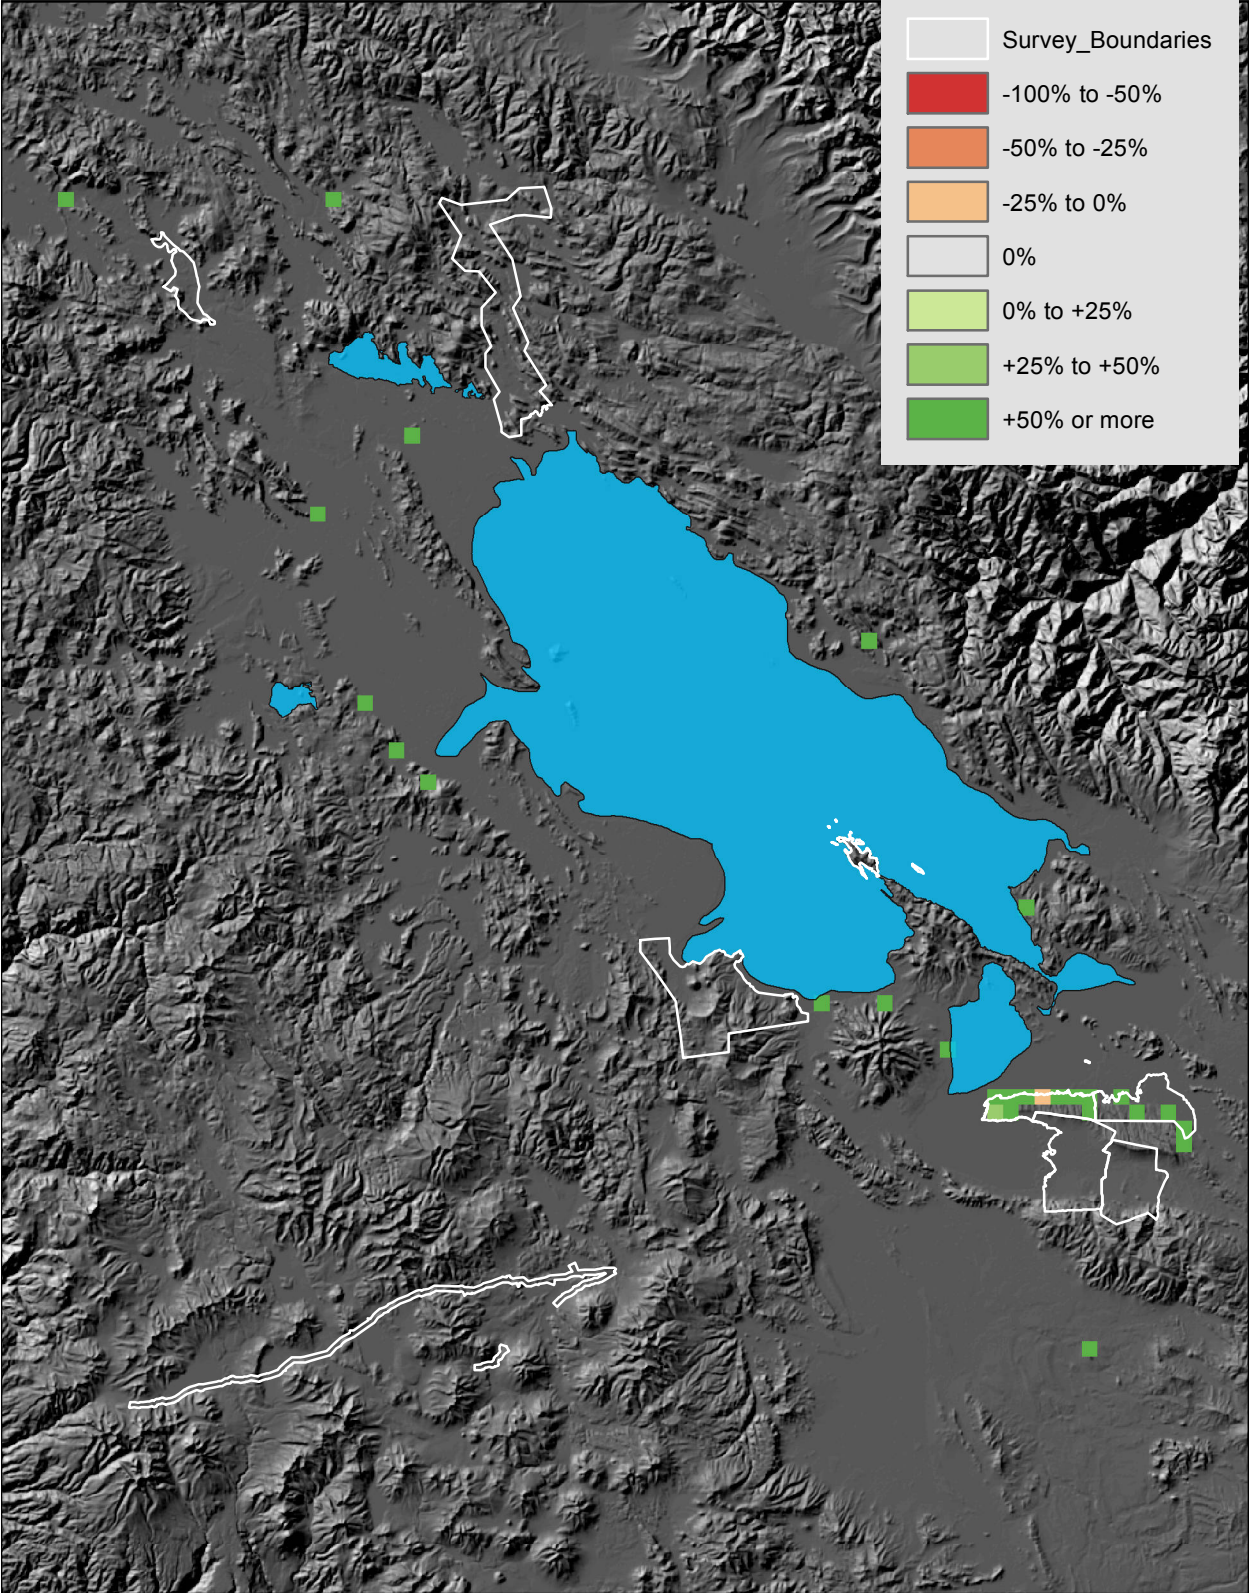 Survey_Boundaries
-100% to -50%
-50% to -25%
-25% to 0%
0%
0% to +25%
+25% to +50%
+50% or more